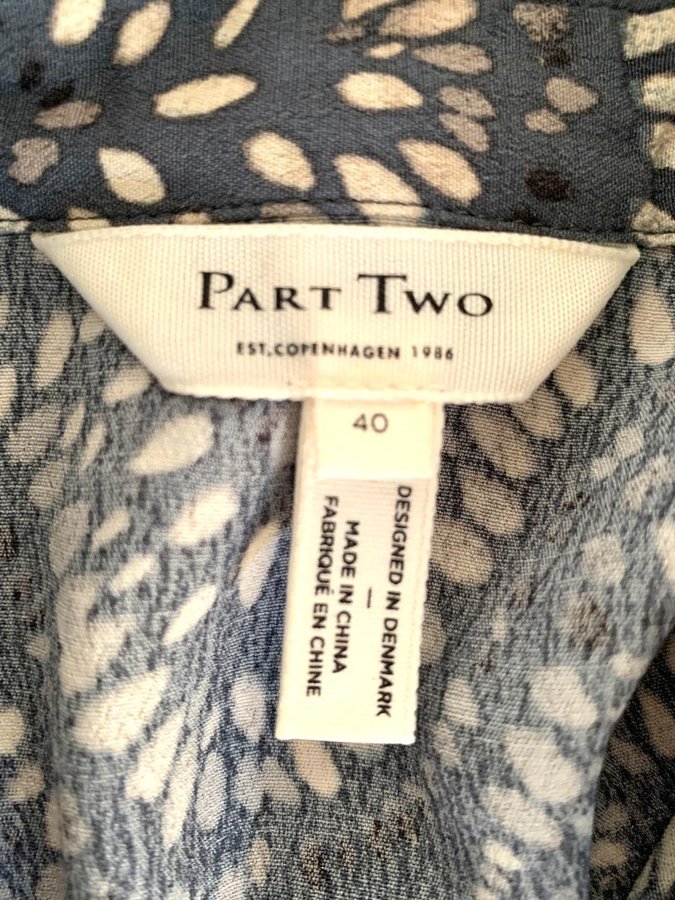 PART TWO
EST. COPENHAGEN 1986
40
DESIGNED IN DENMARK
—
MADE IN CHINA
FABRIQUÉ EN CHINE